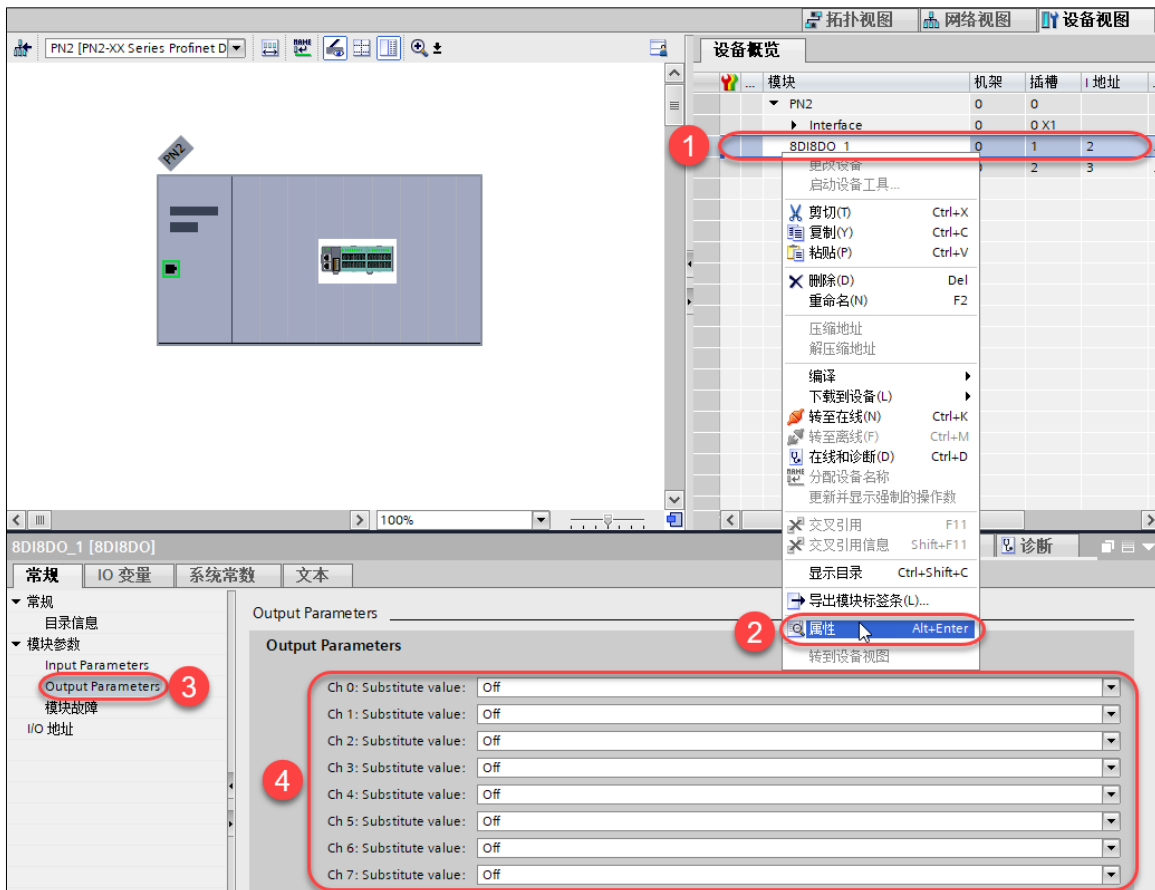 拓扑视图 网络视图 设备视图
PN2 [PN2-XX Series Profinet D
设备概览
... 模块 机架 插槽 I 地址
PN2 0 0
Interface 0 0 X1
1
8DI8DO_1 0 1 2
2 3
PN2
更改设备
启动设备工具...
剪切(T) Ctrl+X
复制(Y) Ctrl+C
粘贴(P) Ctrl+V
删除(D) Del
重命名(N) F2
压缩地址
解压缩地址
编译
下载到设备(L)
转至在线(N) Ctrl+K
转至离线(F) Ctrl+M
在线和诊断(D) Ctrl+D
分配设备名称
更新并显示强制的操作数
交叉引用 F11
交叉引用信息 Shift+F11
显示目录 Ctrl+Shift+C
导出模块标签条(L)...
2
属性 Alt+Enter
转到设备视图
100%
8DI8DO_1 [8DI8DO]
诊断
常规 IO 变量 系统常数 文本
常规
目录信息
模块参数
Input Parameters
Output Parameters
3
模块故障
I/O 地址
Output Parameters
Output Parameters
4
Ch 0: Substitute value: Off
Ch 1: Substitute value: Off
Ch 2: Substitute value: Off
Ch 3: Substitute value: Off
Ch 4: Substitute value: Off
Ch 5: Substitute value: Off
Ch 6: Substitute value: Off
Ch 7: Substitute value: Off